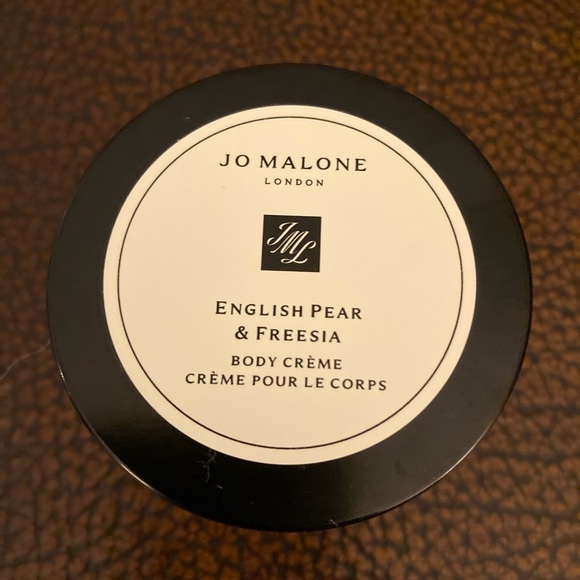 JO MALONE
LONDON
JML
ENGLISH PEAR
& FREESIA
BODY CRÈME
CRÈME POUR LE CORPS